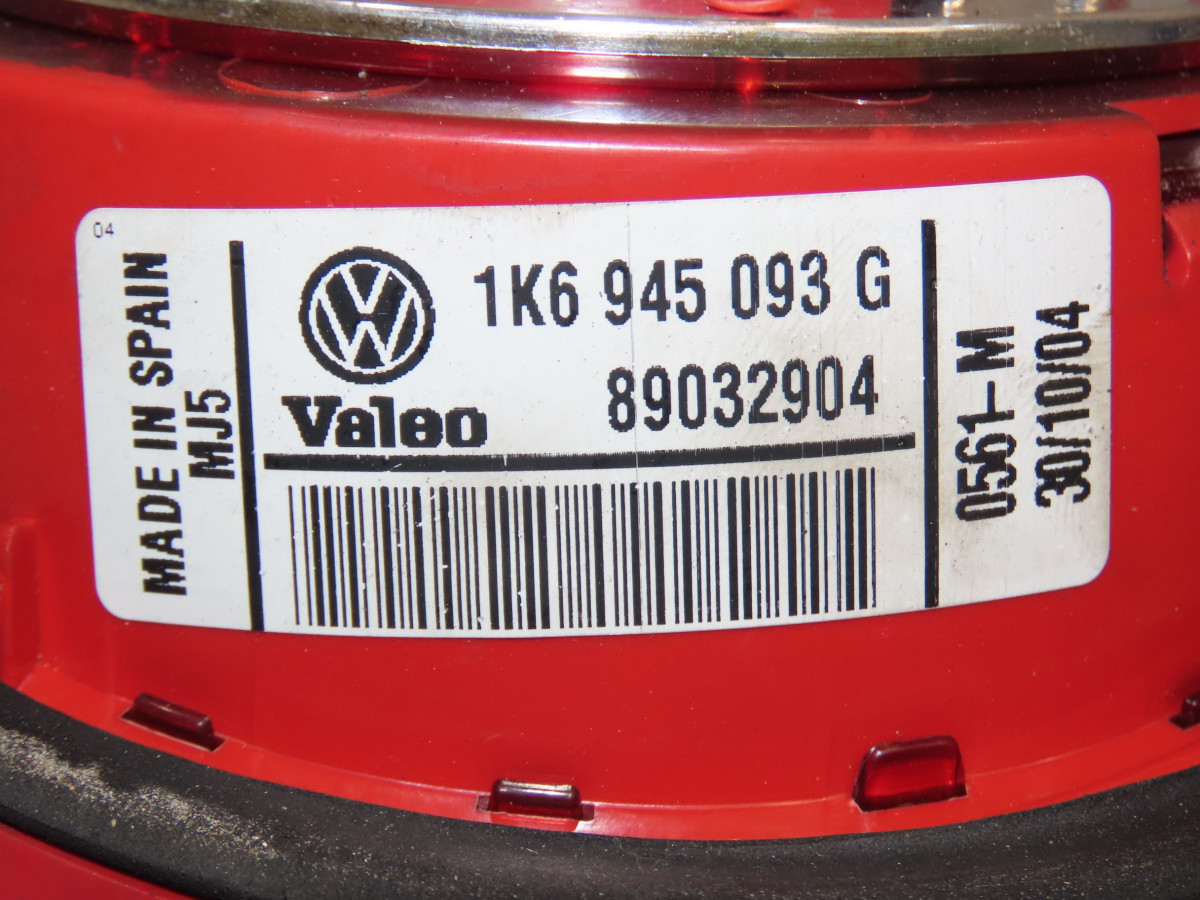 04
MADE IN SPAIN
MJ5
1K6 945 093 G
Valeo
89032904
0561-M
30/10/04